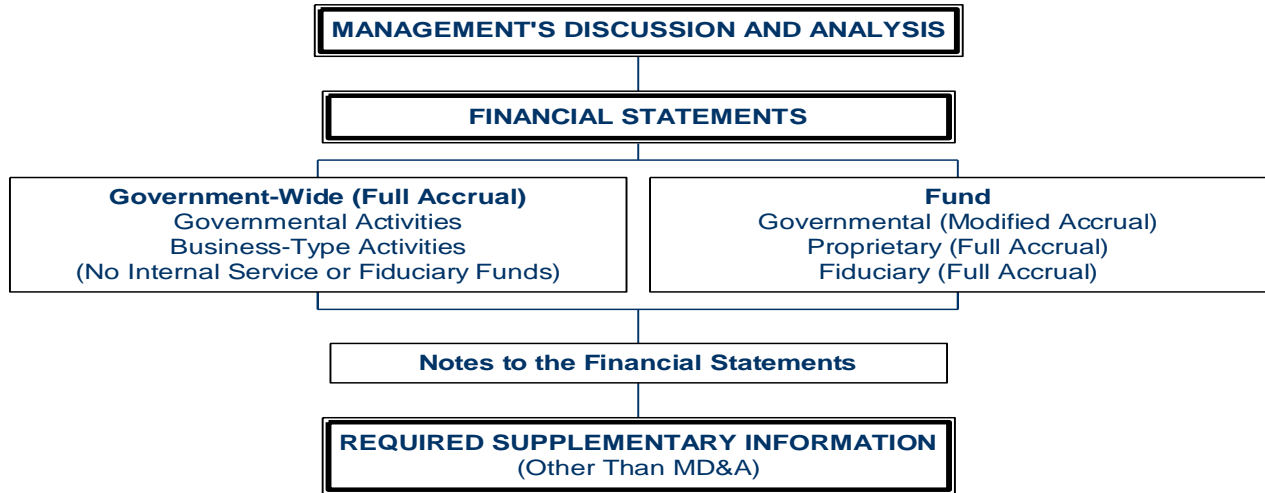 MANAGEMENT'S DISCUSSION AND ANALYSIS
FINANCIAL STATEMENTS
Government-Wide (Full Accrual)
Governmental Activities
Business-Type Activities
(No Internal Service or Fiduciary Funds)
Fund
Governmental (Modified Accrual)
Proprietary (Full Accrual)
Fiduciary (Full Accrual)
Notes to the Financial Statements
REQUIRED SUPPLEMENTARY INFORMATION
(Other Than MD&A)